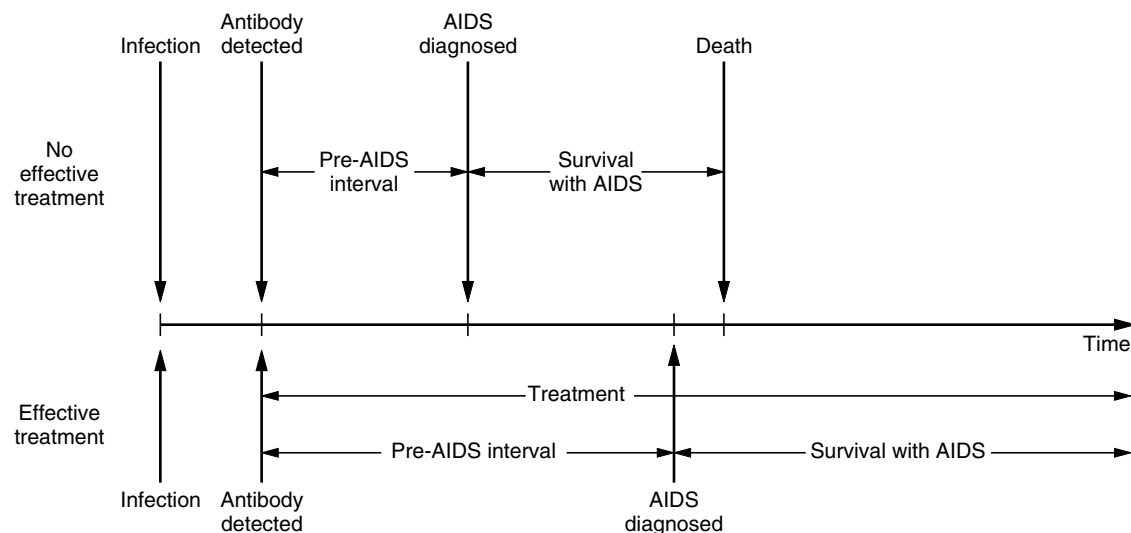 Infection
Antibody
detected
AIDS
diagnosed
Death
No
effective
treatment
Pre-AIDS
interval
Survival
with AIDS
Time
Effective
treatment
Treatment
Pre-AIDS interval
Survival with AIDS
Infection
Antibody
detected
AIDS
diagnosed